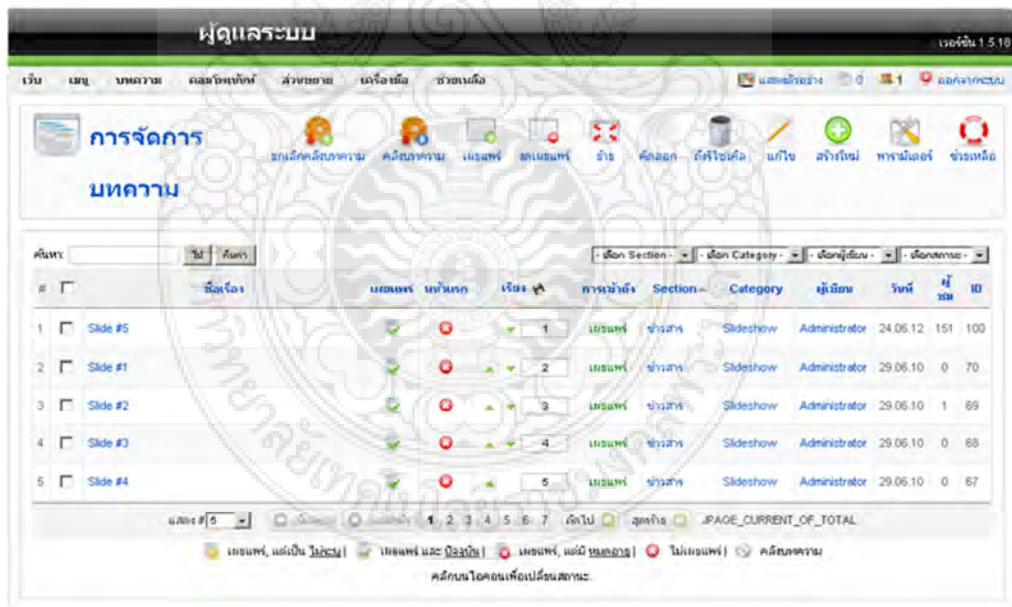 ผู้ดูแลระบบ
เวอร์ชั่น 1.5.18
เว็บ เมนู บทความ คอมโพเน้ทก์ ส่วนขยาย เครื่องมือ ช่วยเหลือ
แสดงตัวอย่าง 0 1 ออกจากระบบ
การจัดการ
บทความ
ยกเลิกคลังบทความ คลังบทความ เผยแพร่ ลดเผยแพร่ ย้าย คัดลอก ถังรีไซเคิล แก้ไข สร้างใหม่ พารามิเตอร์ ช่วยเหลือ
ค้นหา: ไป ค้นหา - เลือก Section - - เลือก Category - - เลือกผู้เขียน - - เลือกสถานะ -
# ชื่อเรื่อง เผยแพร่ หน้าแรก เรียง การเข้าถึง Section Category ผู้เขียน วันที่ ผู้ชม ID
1 Slide #5 1 เผยแพร่ ข่าวสาร Slideshow Administrator 24.06.12 151 100
2 Slide #1 2 เผยแพร่ ข่าวสาร Slideshow Administrator 29.06.10 0 70
3 Slide #2 3 เผยแพร่ ข่าวสาร Slideshow Administrator 29.06.10 1 69
4 Slide #3 4 เผยแพร่ ข่าวสาร Slideshow Administrator 29.06.10 0 68
5 Slide #4 5 เผยแพร่ ข่าวสาร Slideshow Administrator 29.06.10 0 67
แสดง # 5 1 2 3 4 5 6 7 ถัดไป สุดท้าย JPAGE_CURRENT_OF_TOTAL
เผยแพร่, แต่เป็น | เผยแพร่ และ ปัจจุบัน | เผยแพร่, แต่มี หมดอายุ | ไม่เผยแพร่ | คลังบทความ
คลิกบนไอคอนเพื่อเปลี่ยนสถานะ.